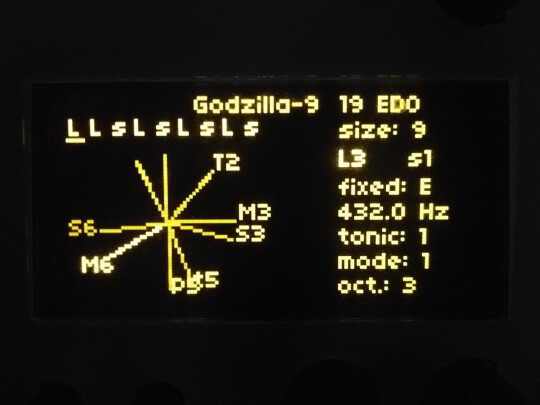 Godzilla-9 19 EDO
L L s L s L s L s size: 9
L3 s1
T2
fixed: E
M3
432.0 Hz
S3
S6
tonic: 1
M6
mode: 1
oct.: 3